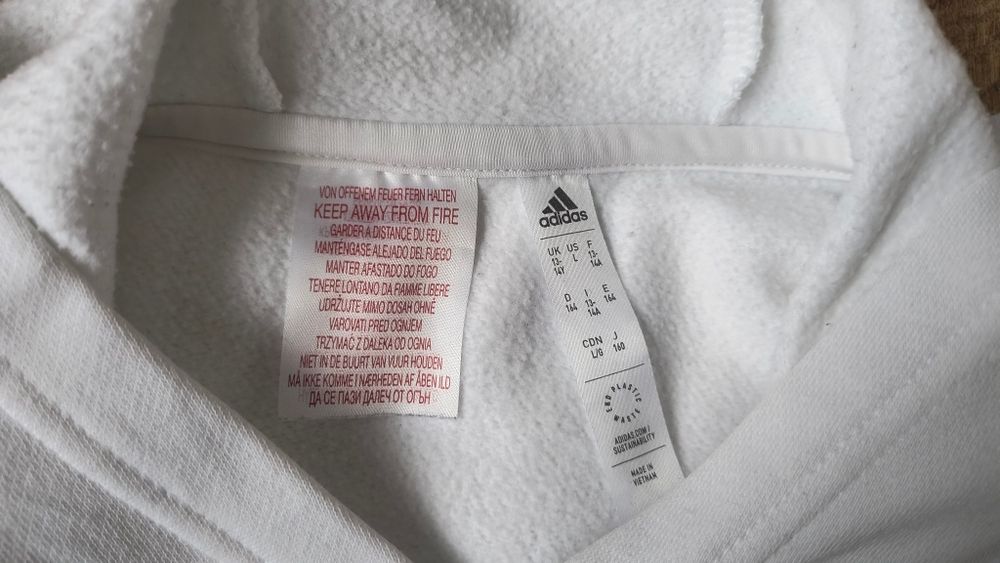 VON OFFENEM FEUER FERN HALTEN
KEEP AWAY FROM FIRE
GARDER A DISTANCE DU FEU
MANTENGASE ALEJADO DEL FUEGO
MANTER AFASTADO DO FOGO
TENERE LONTANO DA FIAMME LIBERE
UDRŽUJTE MIMO DOSAH OHNĚ
VAROVATI PRED OGNJEM
TRZYMAĆ Z DALEKA OD OGNIA
NIET IN DE BUURT VAN VUUR HOUDEN
MÅ IKKE KOMME I NÆRHEDEN AF ÅBEN ILD
ДА СЕ ПАЗИ ДАЛЕЧ ОТ ОГЪН
adidas
UK US F
13- L 13-
14Y 14A
D I E
164 13- 164
14A
CDN J
L/G 160
END PLASTIC
WASTE
ADIDAS.COM/
SUSTAINABILITY
MADE IN
VIETNAM